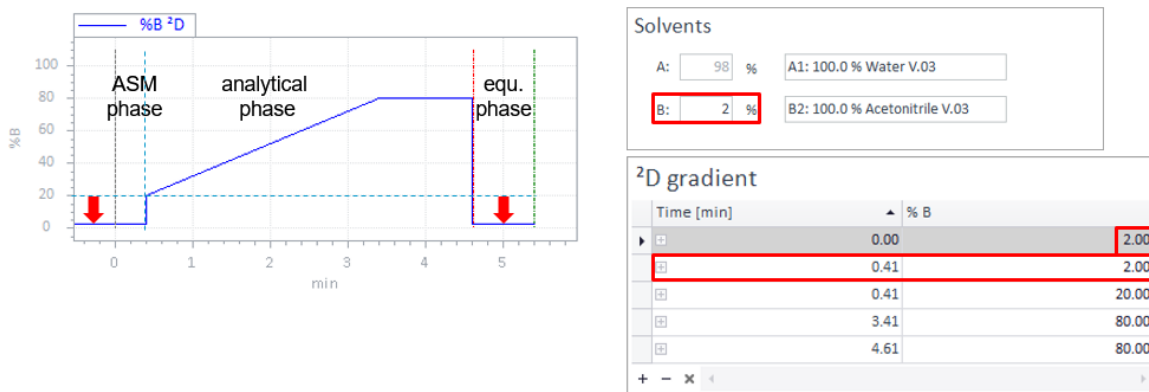 %B ²D
100
80
60
40
20
0
%B
ASM
phase
analytical
phase
equ.
phase
0
1
2
3
4
5
min
Solvents
A: 98 % A1: 100.0 % Water V.03
B: 2 % B2: 100.0 % Acetonitrile V.03
²D gradient
Time [min] % B
0.00 2.00
0.41 2.00
0.41 20.00
3.41 80.00
4.61 80.00